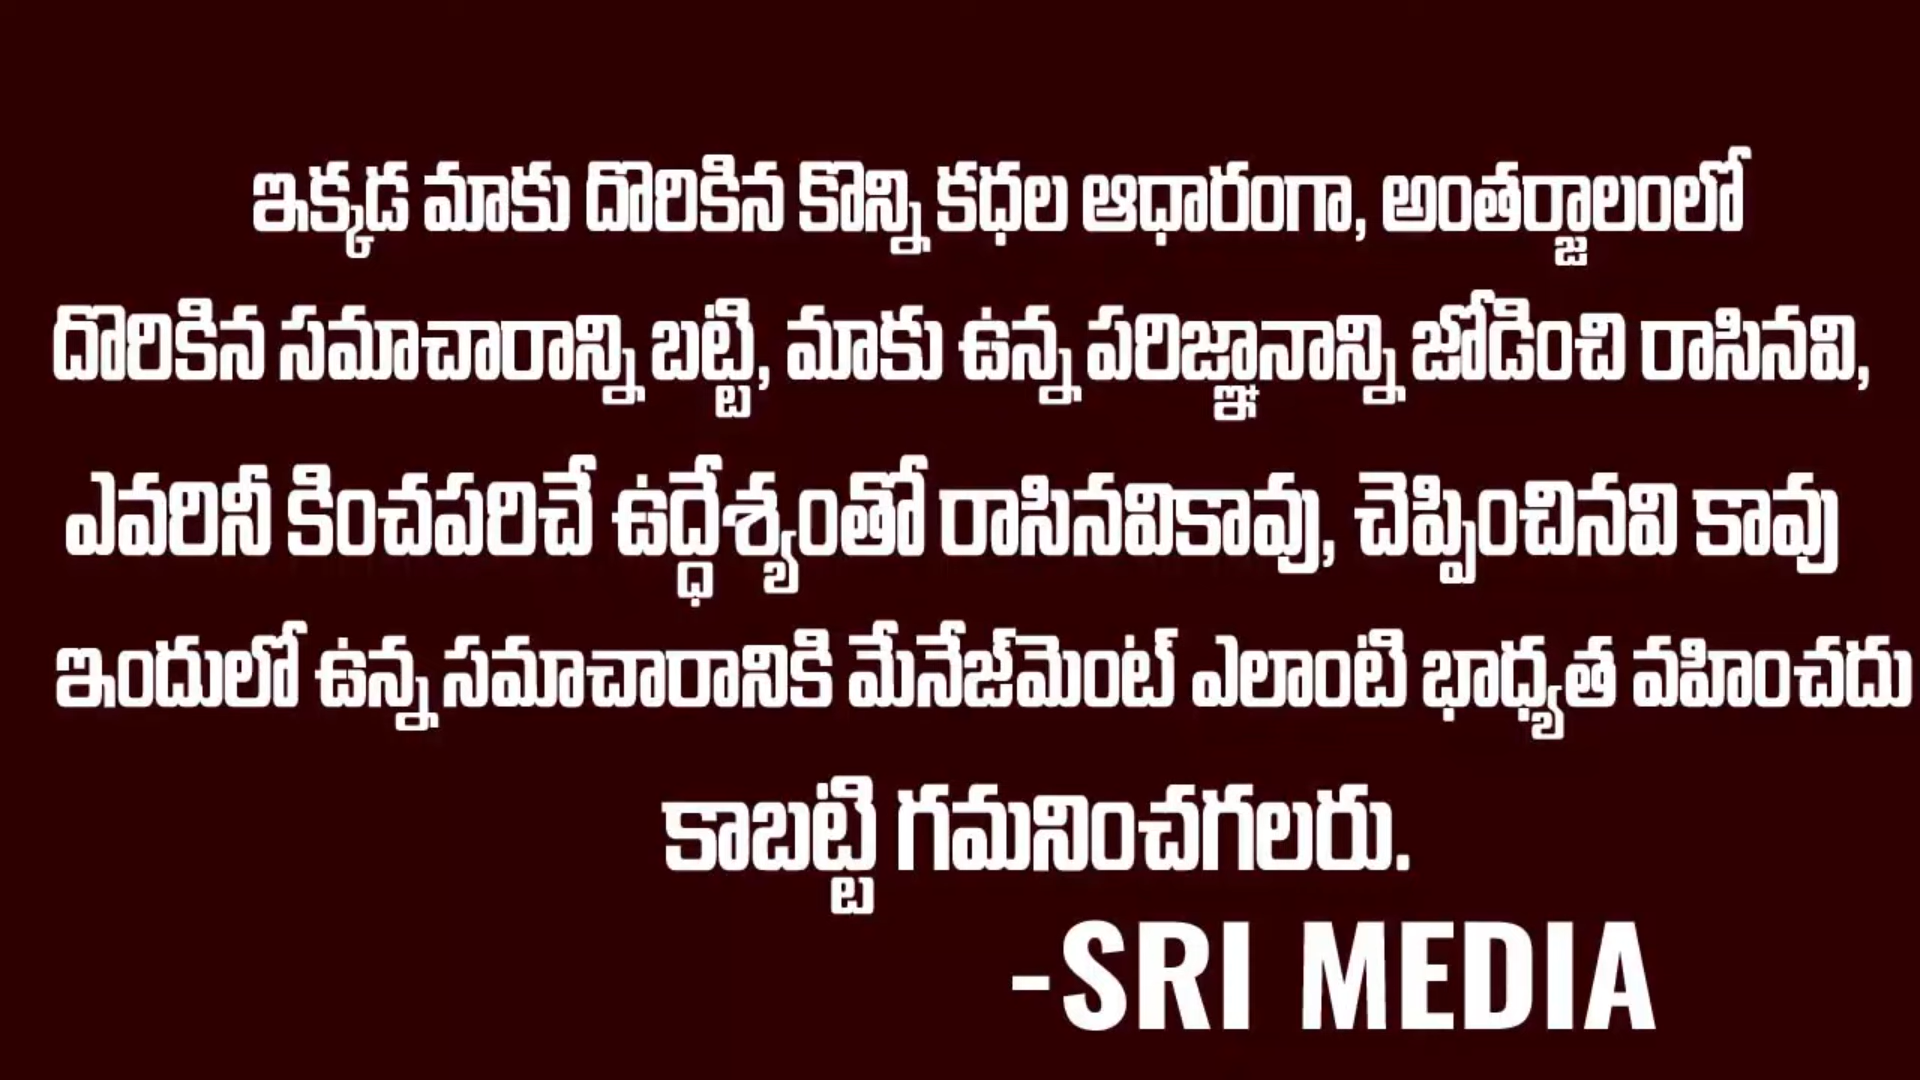 ఇక్కడ మాకు దొరికిన కొన్ని కధల ఆధారంగా, అంతర్జాలంలో
దొరికిన సమాచారాన్ని బట్టి, మాకు ఉన్న పరిజ్ఞానాన్ని జోడించి రాసినవి,
ఎవరినీ కించపరిచే ఉద్ధేశ్యంతో రాసినవికావు, చెప్పించినవి కావు
ఇందులో ఉన్న సమాచారానికి మేనేజ్‌మెంట్ ఎలాంటి భాధ్యత వహించదు
కాబట్టి గమనించగలరు.
-SRI MEDIA